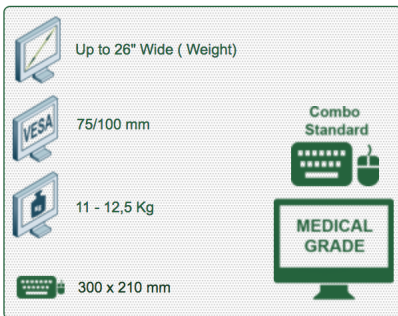 Up to 26" Wide ( Weight)
VESA
75/100 mm
Combo
Standard
KG
11 - 12,5 Kg
MEDICAL
GRADE
300 x 210 mm